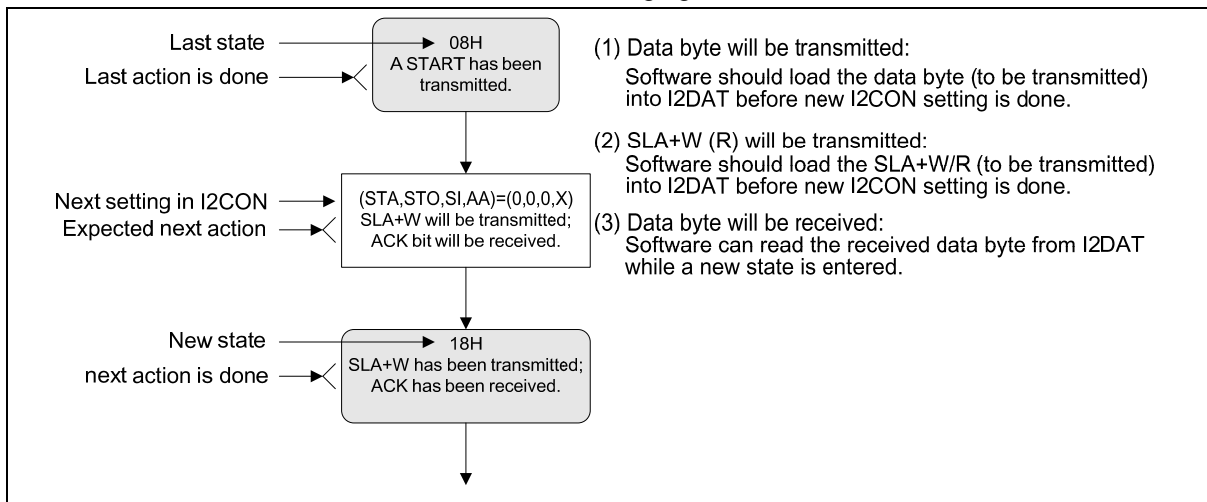 Last state
08H
Last action is done
A START has been
transmitted.
Next setting in I2CON
(STA,STO,SI,AA)=(0,0,0,X)
Expected next action
SLA+W will be transmitted;
ACK bit will be received.
New state
18H
next action is done
SLA+W has been transmitted;
ACK has been received.
(1) Data byte will be transmitted:
Software should load the data byte (to be transmitted)
into I2DAT before new I2CON setting is done.
(2) SLA+W (R) will be transmitted:
Software should load the SLA+W/R (to be transmitted)
into I2DAT before new I2CON setting is done.
(3) Data byte will be received:
Software can read the received data byte from I2DAT
while a new state is entered.